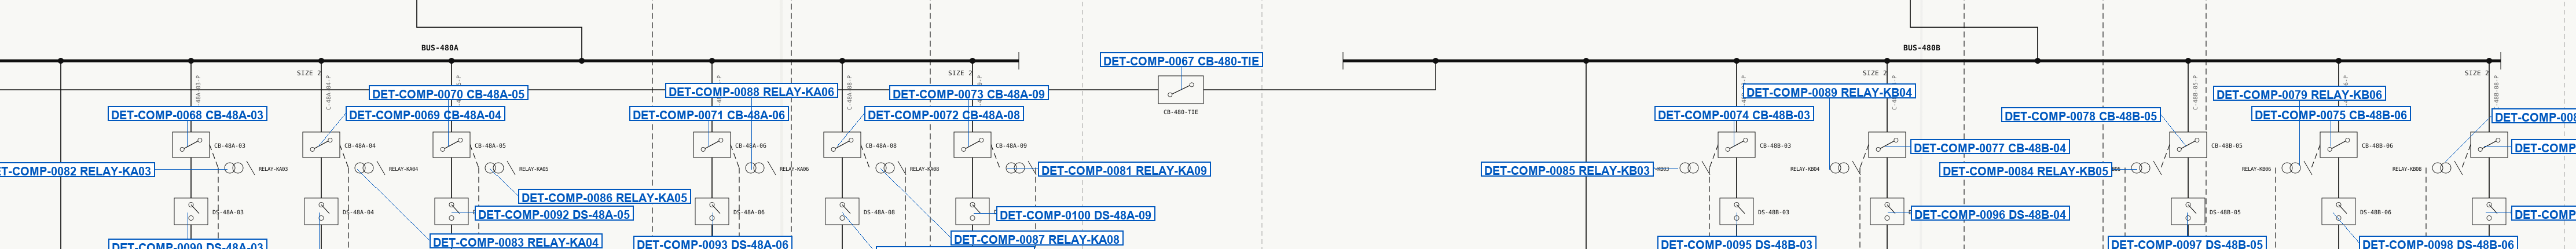 BUS-480A
BUS-480B
DET-COMP-0067 CB-480-TIE
SIZE 2
SIZE 2
SIZE 2
SIZE 2
DET-COMP-0070 CB-48A-05
DET-COMP-0088 RELAY-KA06
DET-COMP-0073 CB-48A-09
DET-COMP-0089 RELAY-KB04
DET-COMP-0079 RELAY-KB06
DET-COMP-0068 CB-48A-03
DET-COMP-0069 CB-48A-04
DET-COMP-0071 CB-48A-06
DET-COMP-0072 CB-48A-08
CB-480-TIE
DET-COMP-0074 CB-48B-03
DET-COMP-0078 CB-48B-05
DET-COMP-0075 CB-48B-06
CB-48A-03
CB-48A-04
CB-48A-05
CB-48A-06
CB-48A-08
CB-48A-09
CB-48B-03
DET-COMP-0077 CB-48B-04
CB-48B-05
CB-48B-06
DET-COMP-0082 RELAY-KA03
RELAY-KA03
RELAY-KA04
RELAY-KA05
RELAY-KA06
RELAY-KA08
DET-COMP-0081 RELAY-KA09
DET-COMP-0085 RELAY-KB03
RELAY-KB04
DET-COMP-0084 RELAY-KB05
RELAY-KB06
RELAY-KB08
DET-COMP-0086 RELAY-KA05
DS-48A-03
DS-48A-04
DET-COMP-0092 DS-48A-05
DS-48A-06
DS-48A-08
DET-COMP-0100 DS-48A-09
DS-48B-03
DET-COMP-0096 DS-48B-04
DS-48B-05
DS-48B-06
DET-COMP-0090 DS-48A-03
DET-COMP-0083 RELAY-KA04
DET-COMP-0093 DS-48A-06
DET-COMP-0087 RELAY-KA08
DET-COMP-0095 DS-48B-03
DET-COMP-0097 DS-48B-05
DET-COMP-0098 DS-48B-06